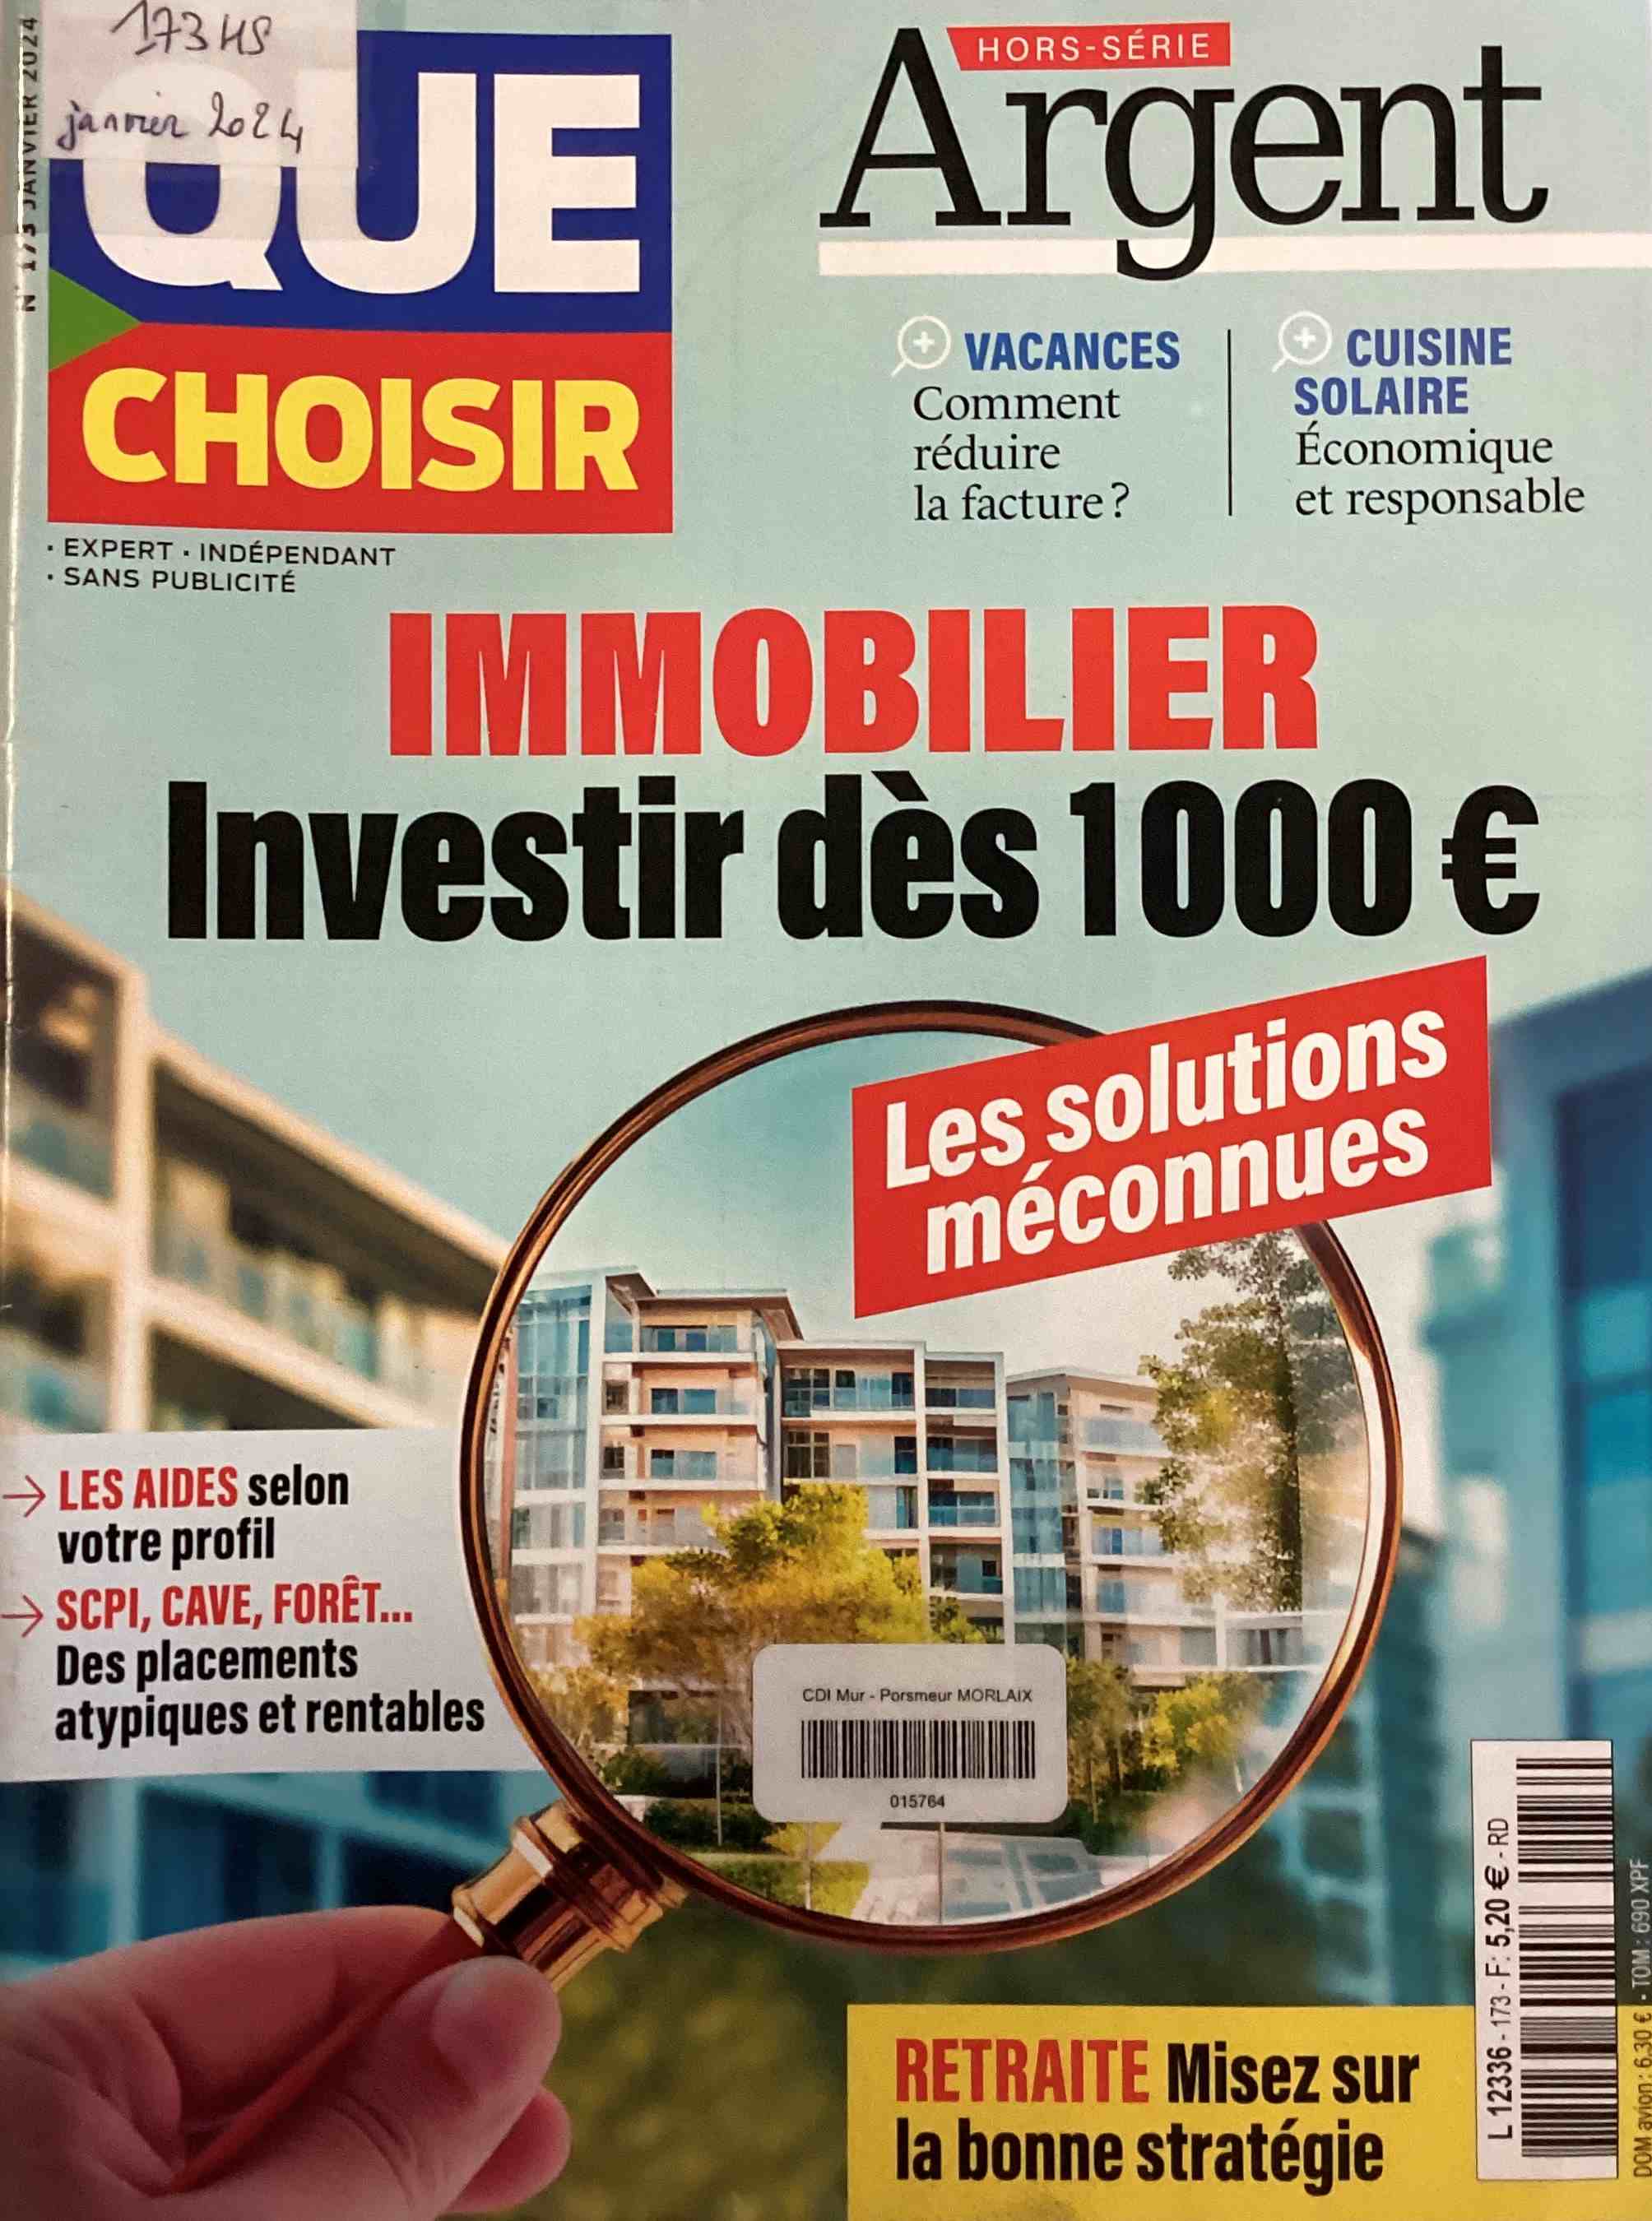 173 HS
janvier 2024
N° 173 JANVIER 2024
QUE
CHOISIR
· EXPERT · INDÉPENDANT
· SANS PUBLICITÉ
HORS-SÉRIE
Argent
VACANCES
Comment
réduire
la facture ?
CUISINE
SOLAIRE
Économique
et responsable
IMMOBILIER
Investir dès 1000 €
Les solutions
méconnues
→ LES AIDES selon
votre profil
→ SCPI, CAVE, FORÊT...
Des placements
atypiques et rentables
CDI Mur - Porsmeur MORLAIX
015764
RETRAITE Misez sur
la bonne stratégie
L 12336 - 173 - F: 5,20 € - RD
DOM avion : 6,30 € - TOM : 690 XPF